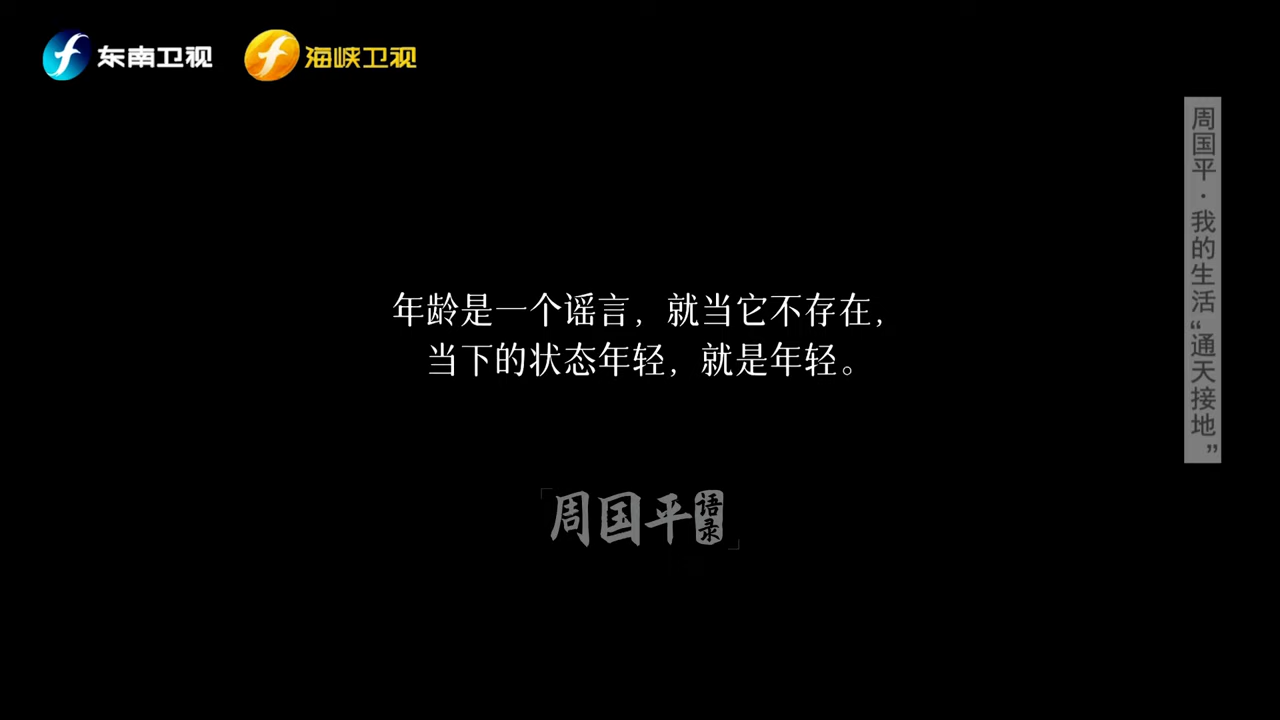 东南卫视 海峡卫视
周国平·我的生活“通天接地”
年龄是一个谣言，就当它不存在，
当下的状态年轻，就是年轻。
周国平语录